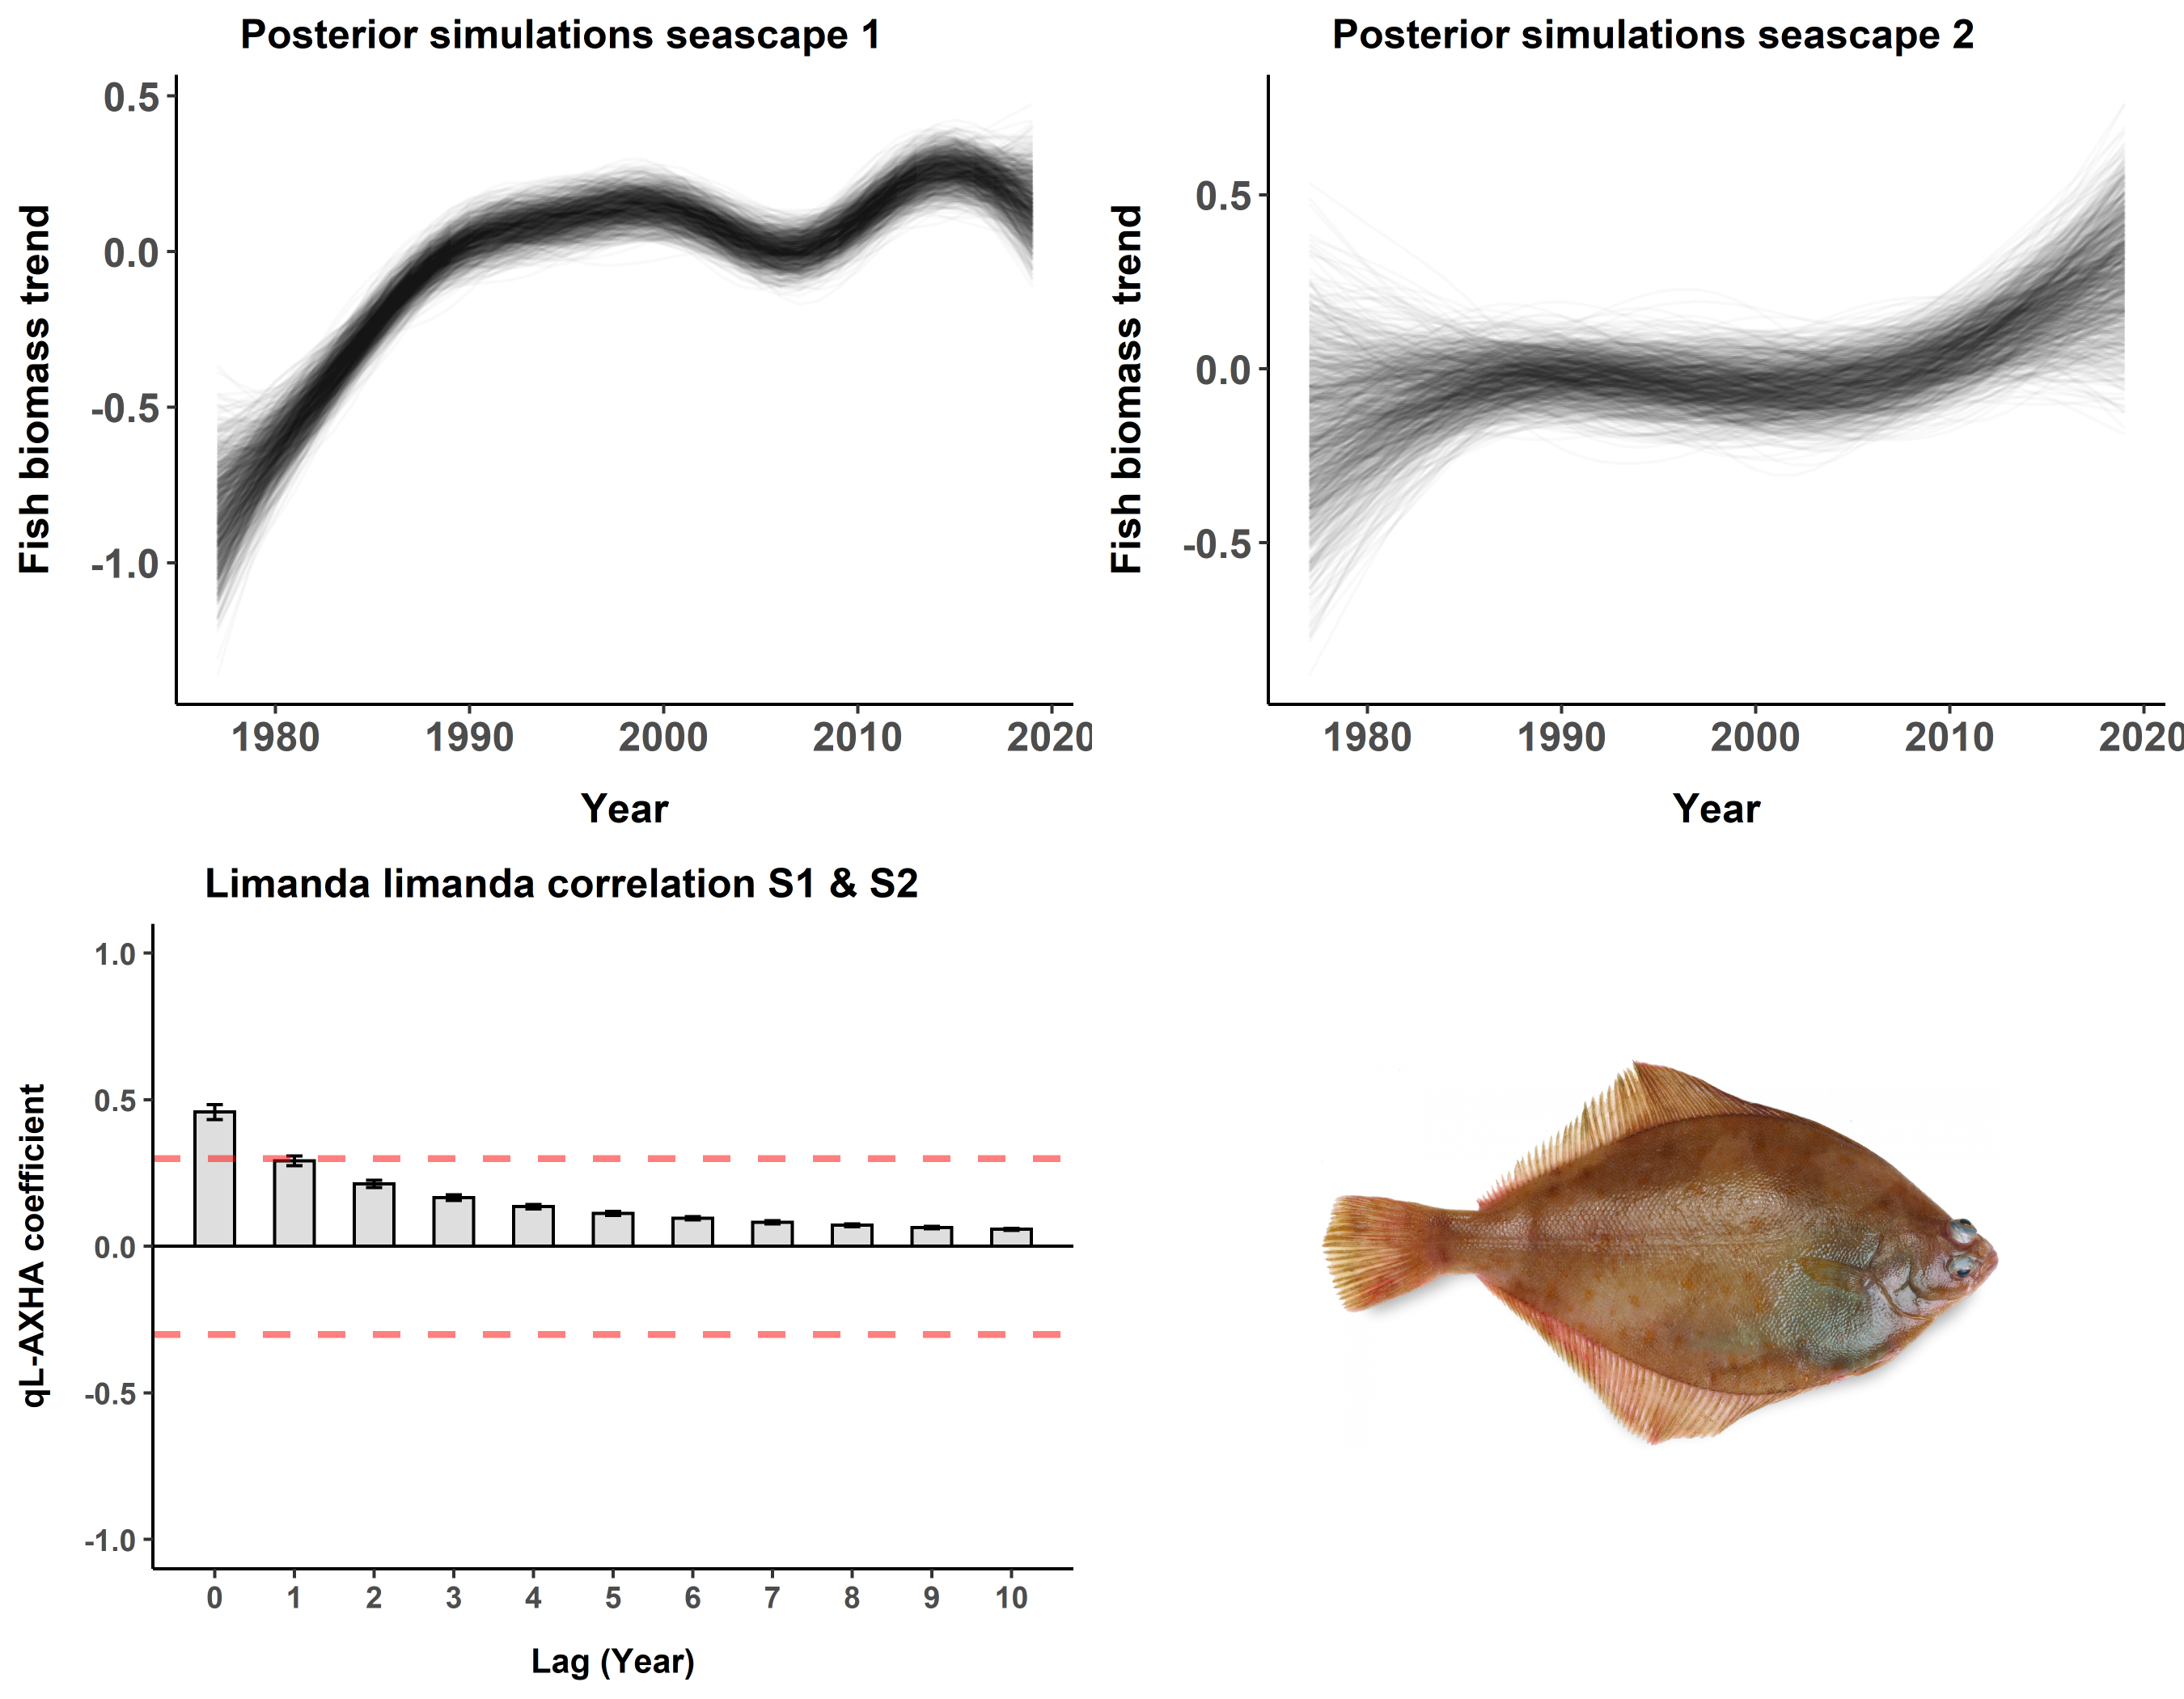 Posterior simulations seascape 1
Fish biomass trend
0.5
0.0
-0.5
-1.0
1980 1990 2000 2010 2020
Year
Posterior simulations seascape 2
Fish biomass trend
0.5
0.0
-0.5
1980 1990 2000 2010 2020
Year
Limanda limanda correlation S1 & S2
qL-AXHA coefficient
1.0
0.5
0.0
-0.5
-1.0
0 1 2 3 4 5 6 7 8 9 10
Lag (Year)